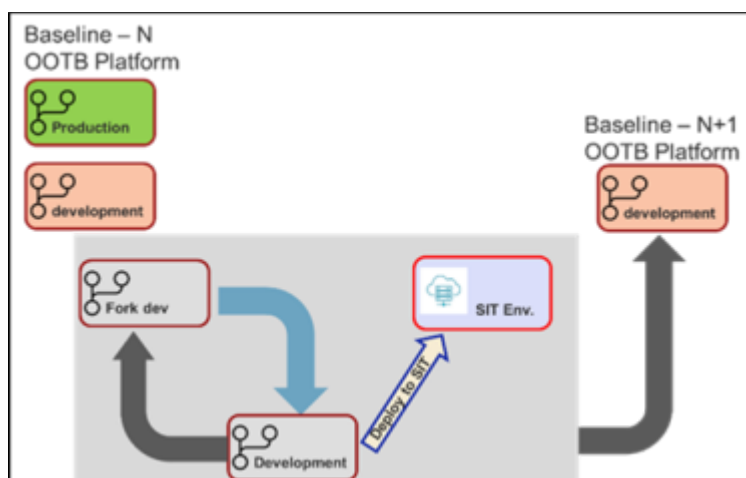 Baseline – N
OOTB Platform
Production
development
Baseline – N+1
OOTB Platform
development
Fork dev
SIT Env.
Deploy to SIT
Development